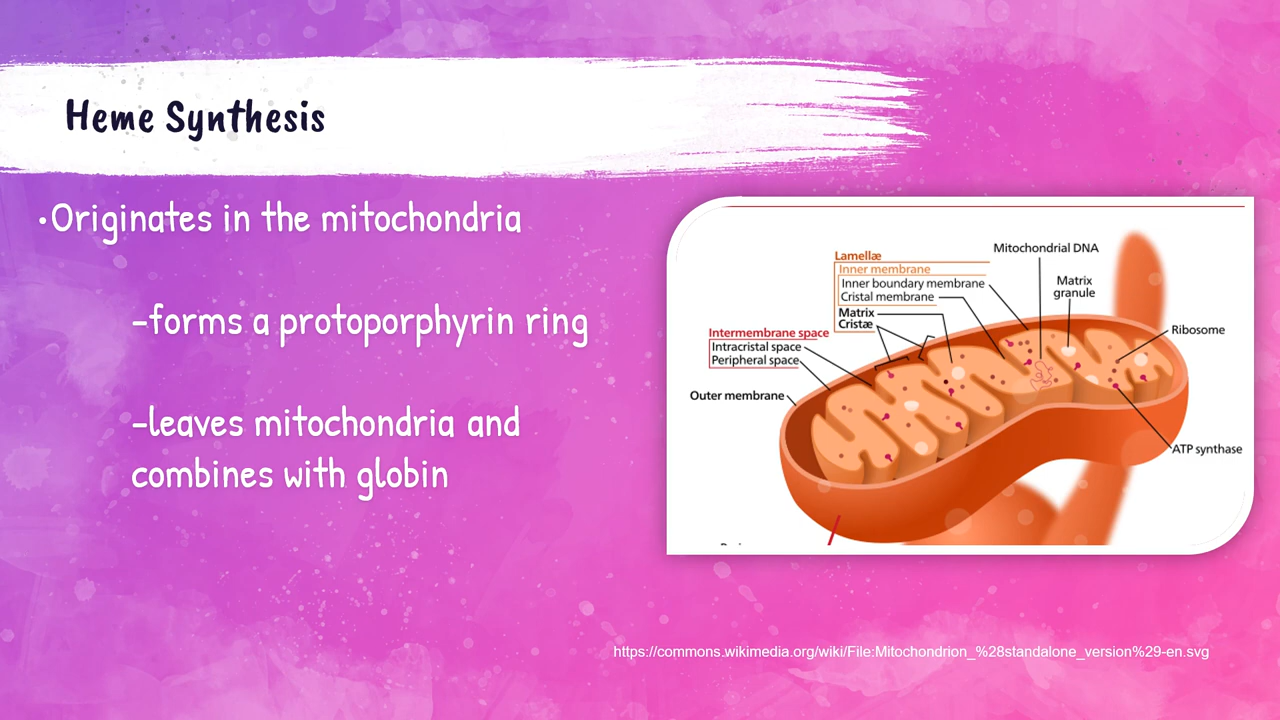 Heme Synthesis
•Originates in the mitochondria
-forms a protoporphyrin ring
-leaves mitochondria and
combines with globin
Lamellæ
Inner membrane
Inner boundary membrane
Cristal membrane
Matrix
Cristæ
Mitochondrial DNA
Matrix
granule
Ribosome
Intermembrane space
Intracristal space
Peripheral space
Outer membrane
ATP synthase
https://commons.wikimedia.org/wiki/File:Mitochondrion_%28standalone_version%29-en.svg